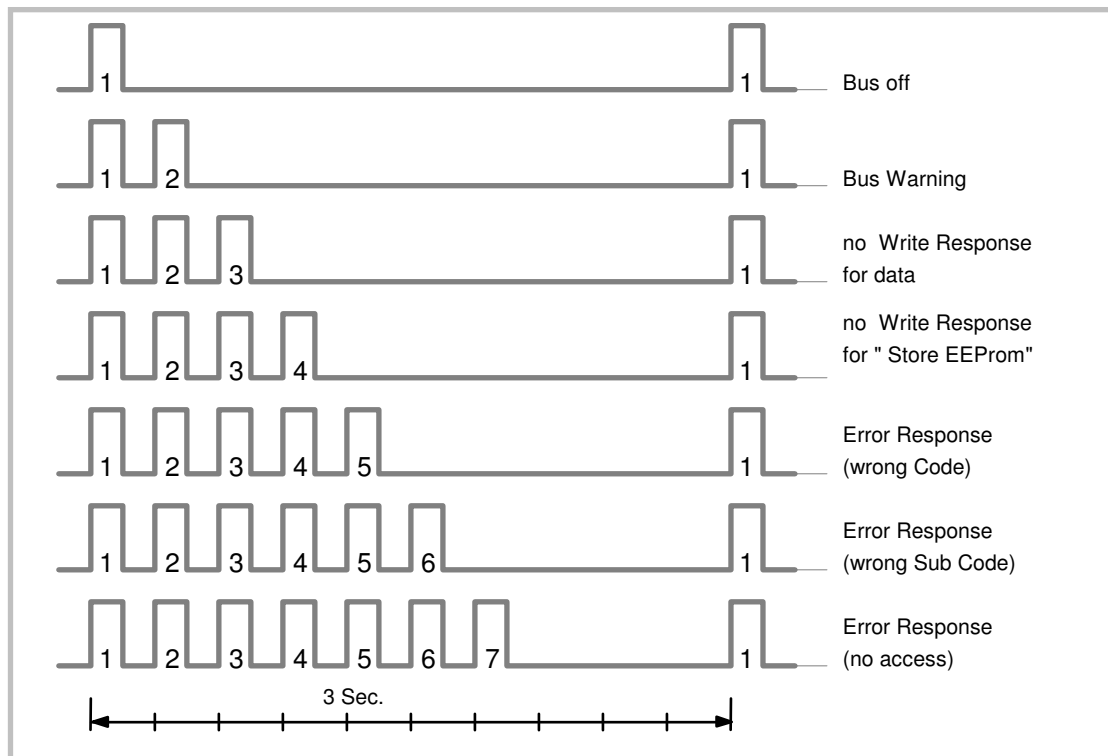 1 1 Bus off
1 2 1 Bus Warning
no Write Response
1 2 3 1 for data
no Write Response
for " Store EEProm"
1 2 3 4 1
Error Response
1 2 3 4 5 1 (wrong Code)
Error Response
1 2 3 4 5 6 1 (wrong Sub Code)
Error Response
1 2 3 4 5 6 7 1 (no access)
3 Sec.